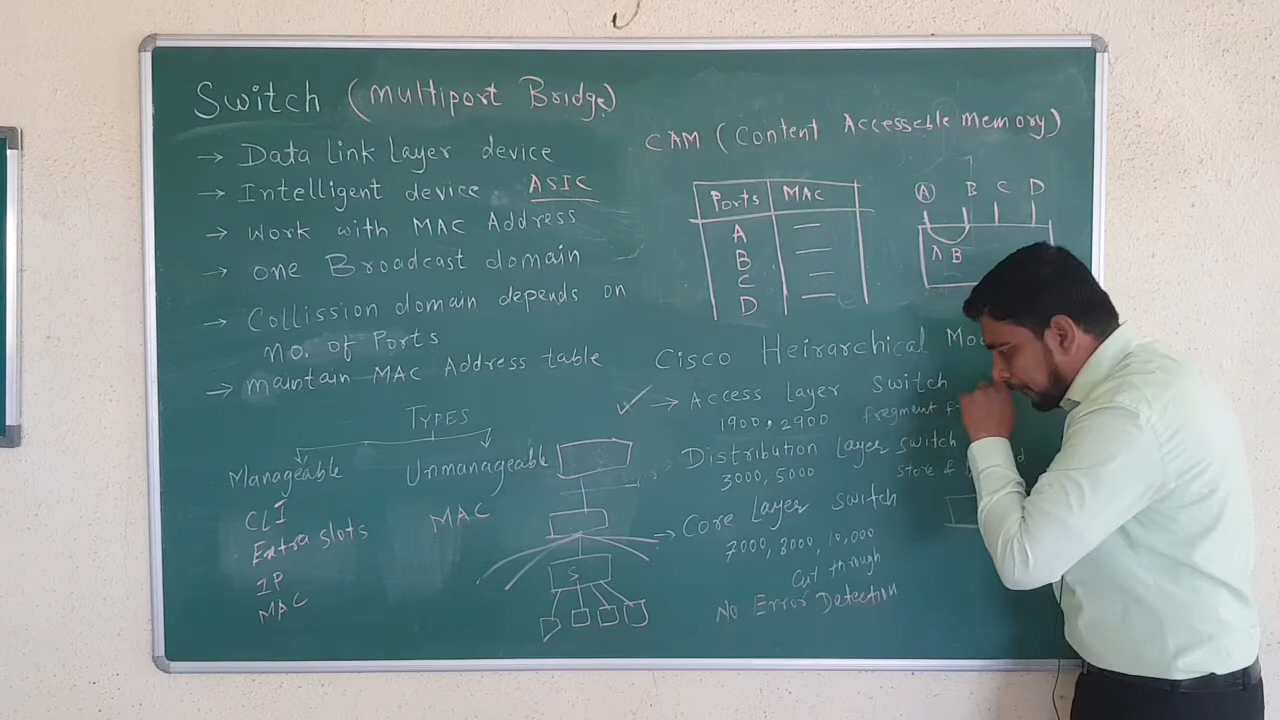 Switch (Multiport Bridge)
→ Data Link Layer device
→ Intelligent device ASIC
→ Work with MAC Address
→ one Broadcast domain
→ Collission domain depends on
no. of Ports
→ maintain MAC Address table
TYPES
Manageable Unmanageable
CLI MAC
Extra slots
IP
MAC
S
CAM (Content Accesseble memory)
Ports MAC
A —
B —
C —
D —
A B C D
A B
Cisco Heirarchical
✓ → Access Layer switch
1900, 2900 fregment
Distribution Layer switch
3000, 5000 store &
→ Core Layer switch
7000, 8000, 10,000
Cut through
No Error Detection